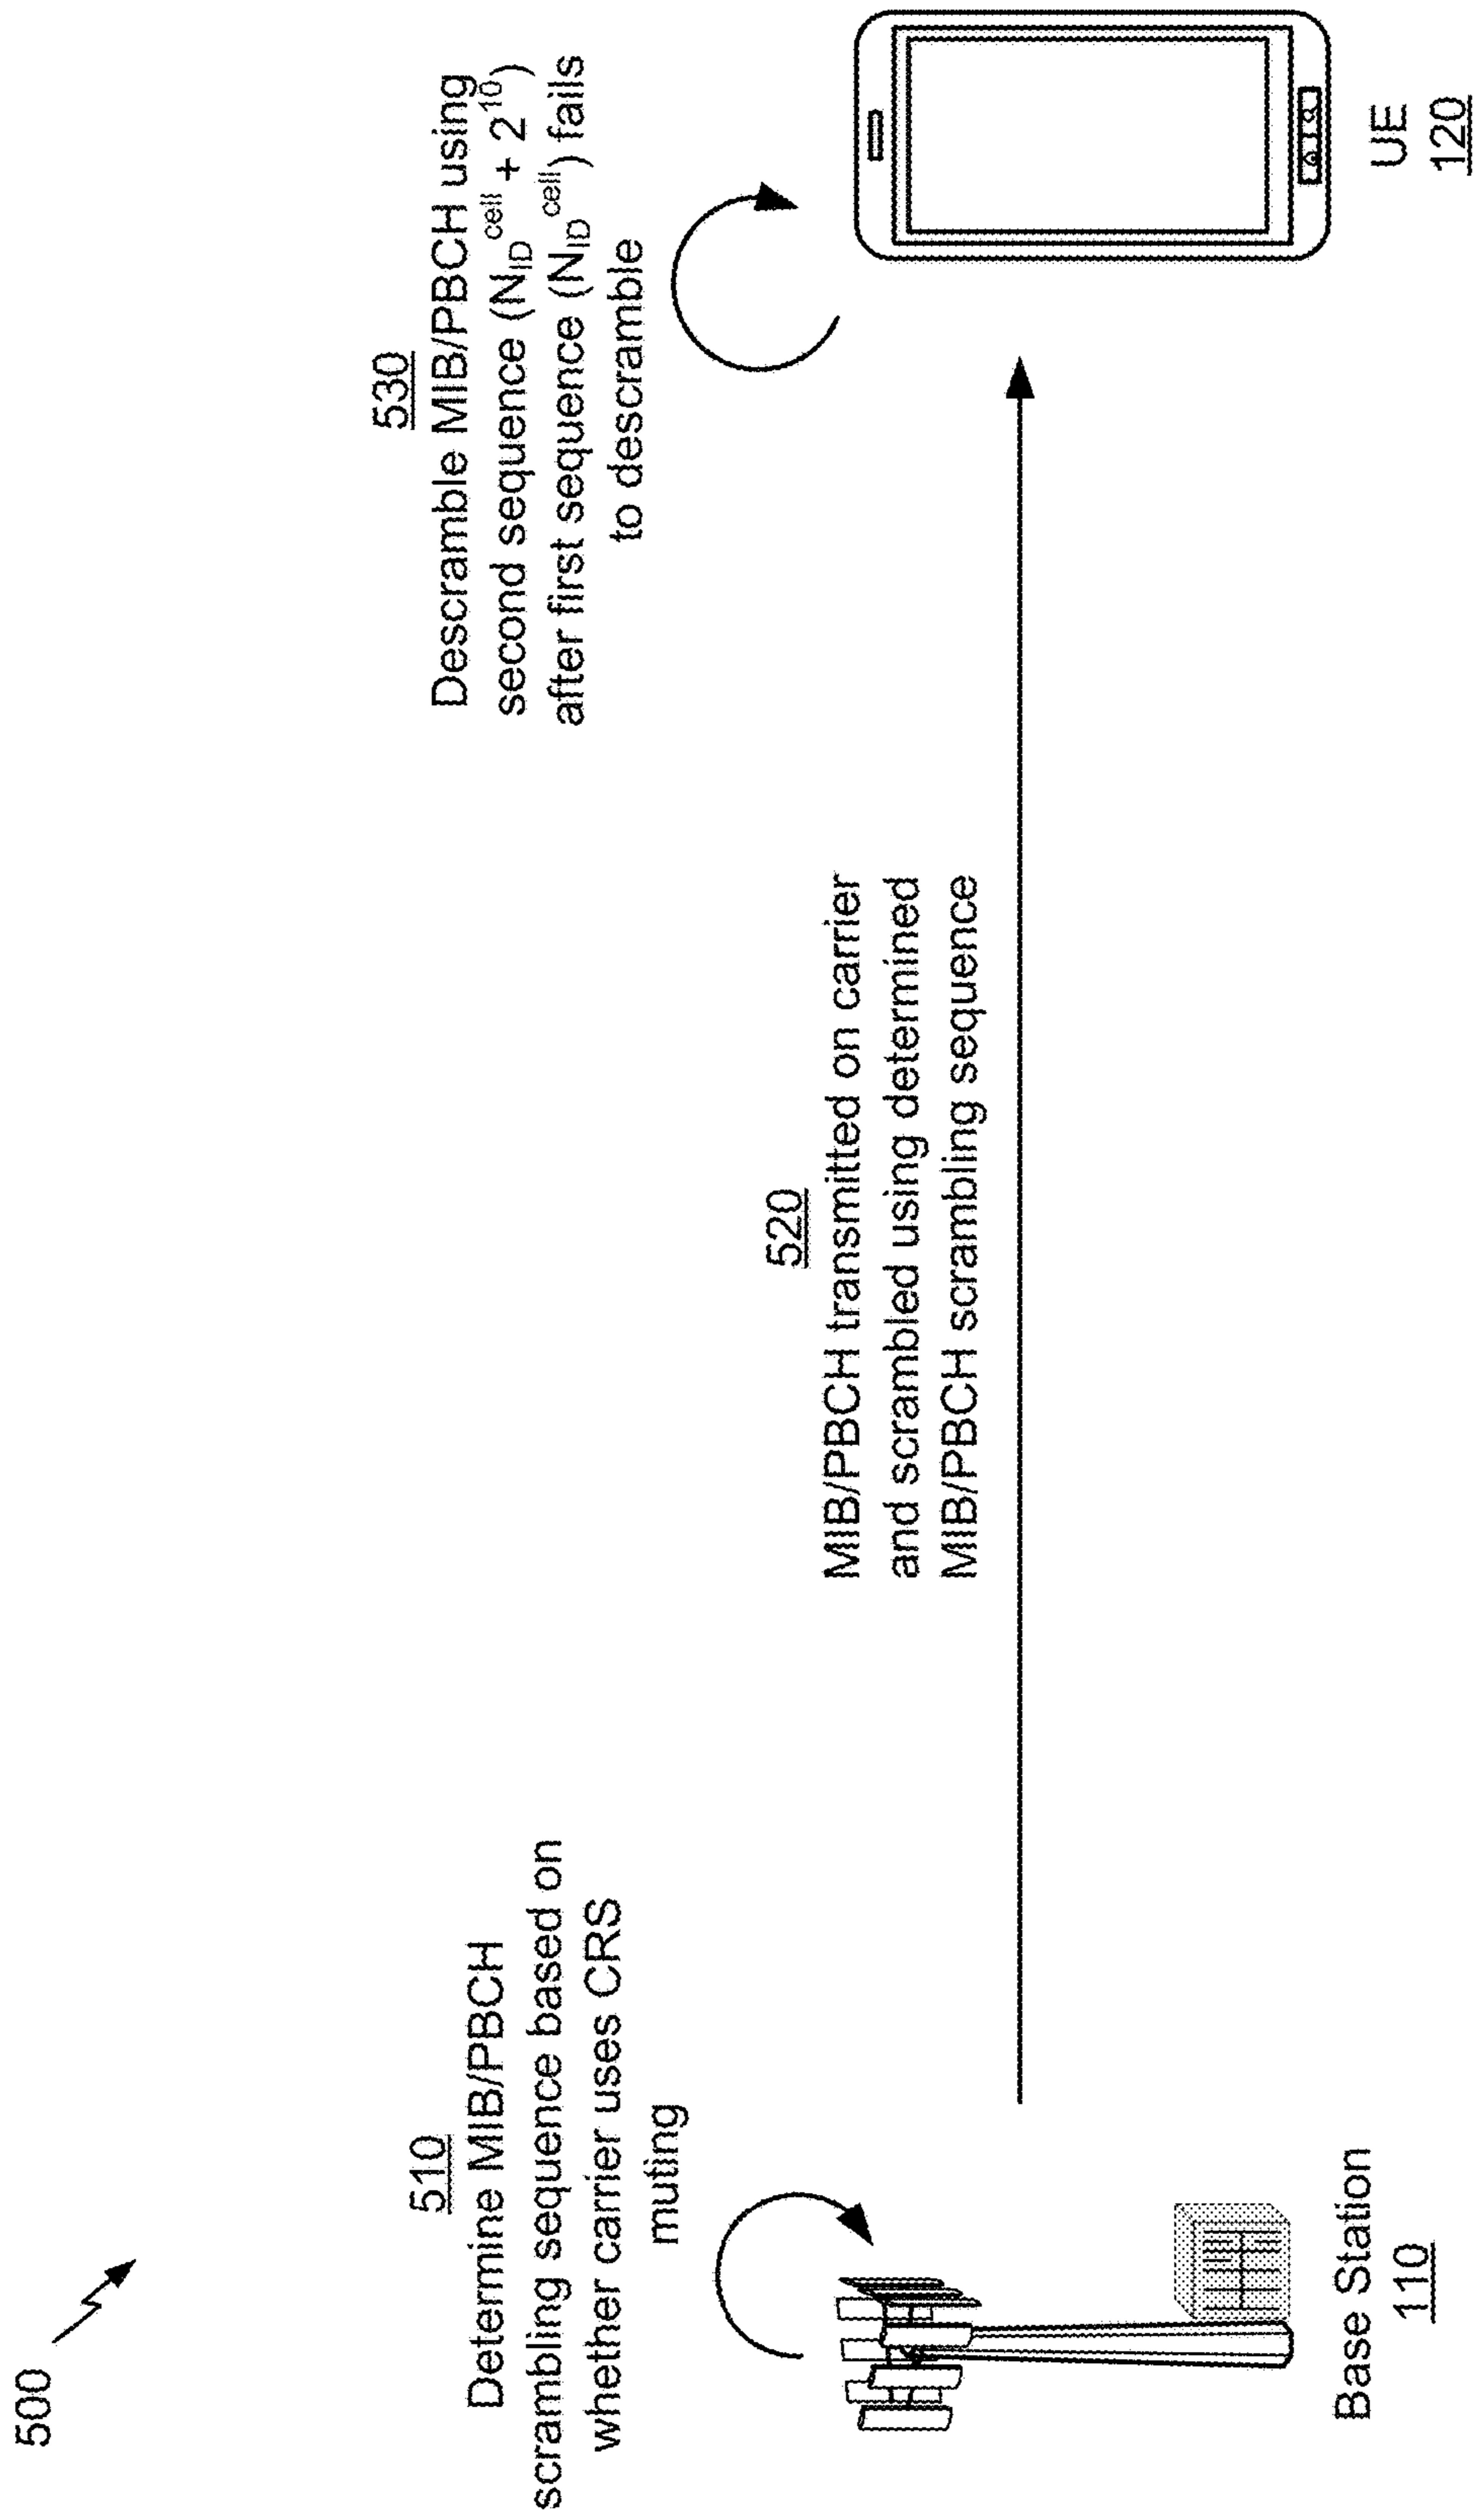 500
510
Determine MIB/PBCH
scrambling sequence based on
whether carrier uses CRS
muting
Base Station
110
520
MIB/PBCH transmitted on carrier
and scrambled using determined
MIB/PBCH scrambling sequence
530
Descramble MIB/PBCH using
second sequence (N_ID^cell + 2^10)
after first sequence (N_ID^cell) fails
to descramble
UE
120